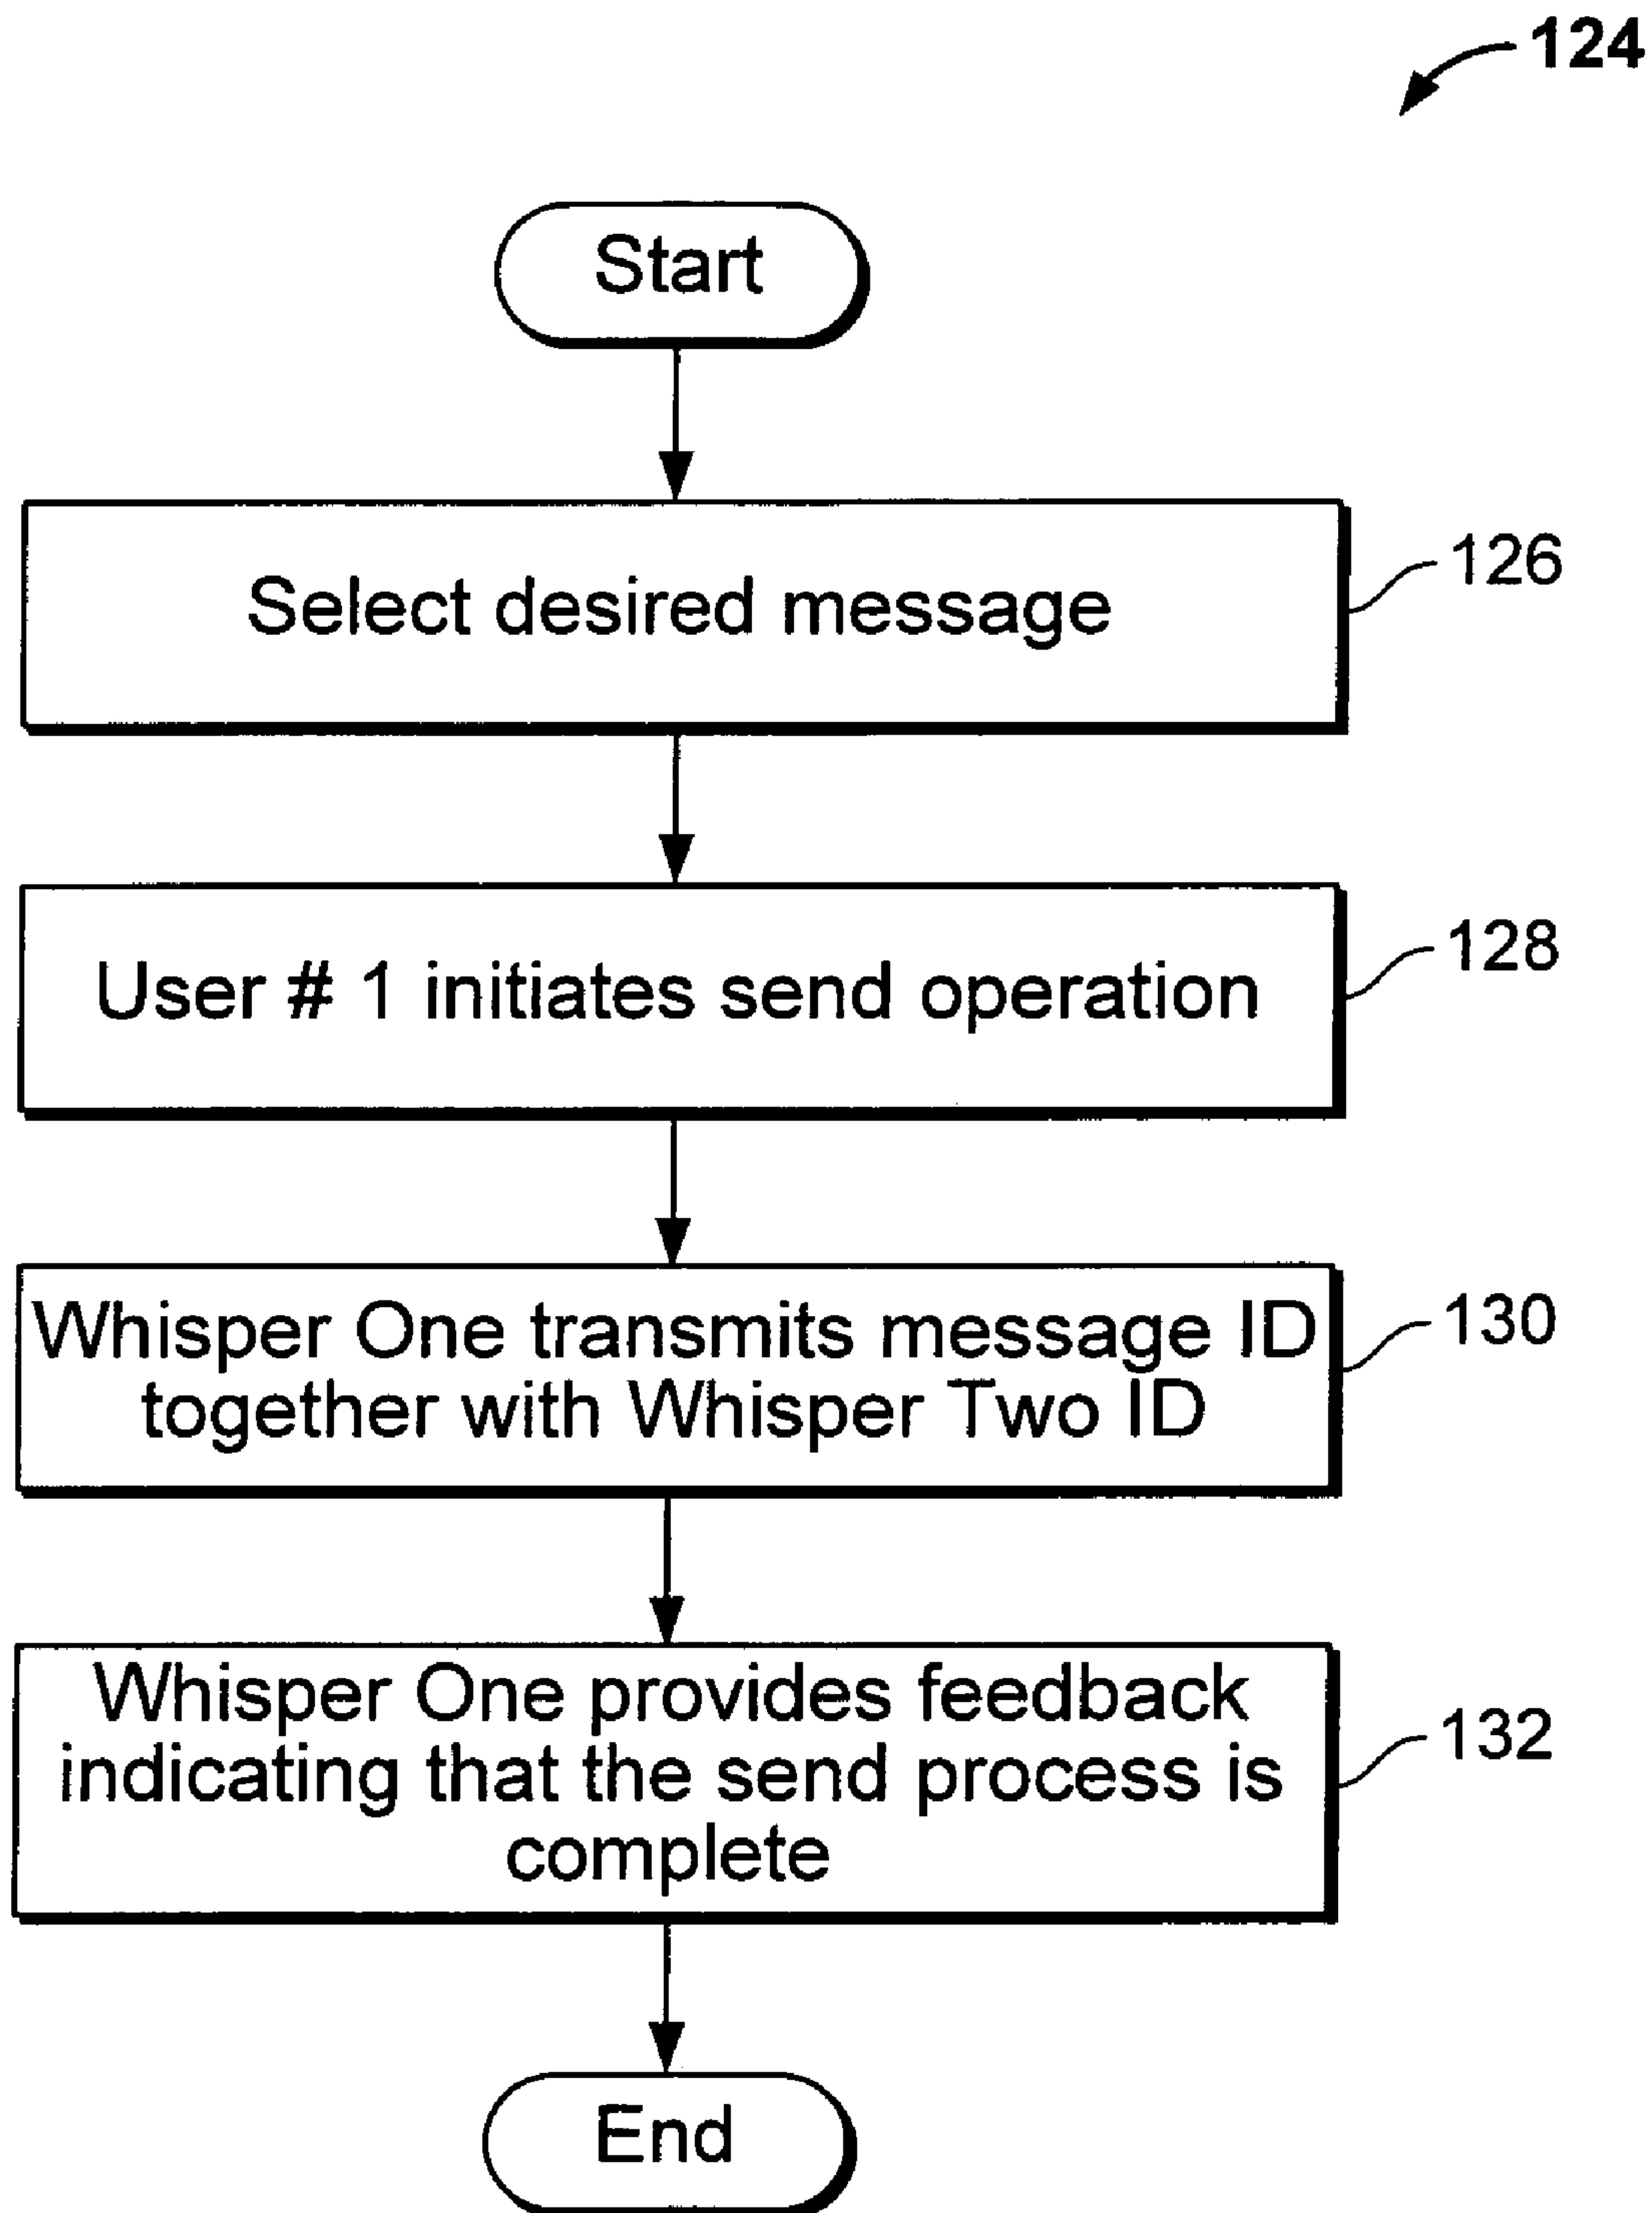 124
Start
Select desired message
126
User # 1 initiates send operation
128
Whisper One transmits message ID
together with Whisper Two ID
130
Whisper One provides feedback
indicating that the send process is
complete
132
End